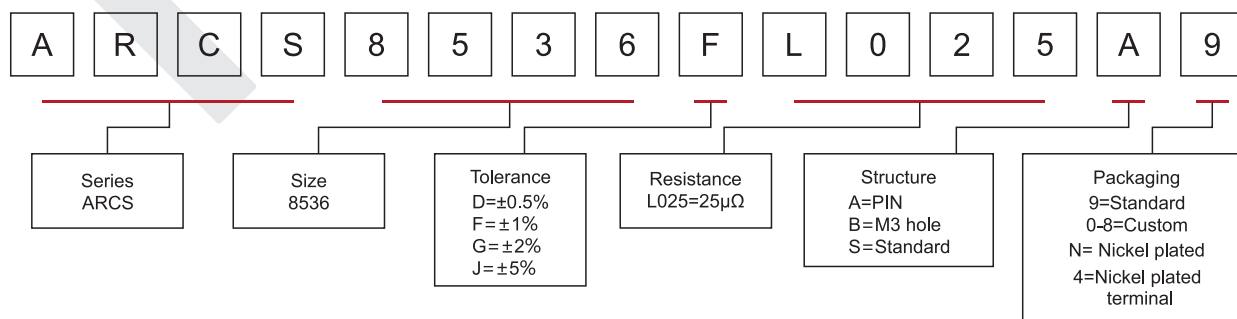 A R C S 8 5 3 6 F L 0 2 5 A 9
Series
ARCS
Size
8536
Tolerance
D=±0.5%
F=±1%
G=±2%
J=±5%
Resistance
L025=25μΩ
Structure
A=PIN
B=M3 hole
S=Standard
Packaging
9=Standard
0-8=Custom
N= Nickel plated
4=Nickel plated
terminal